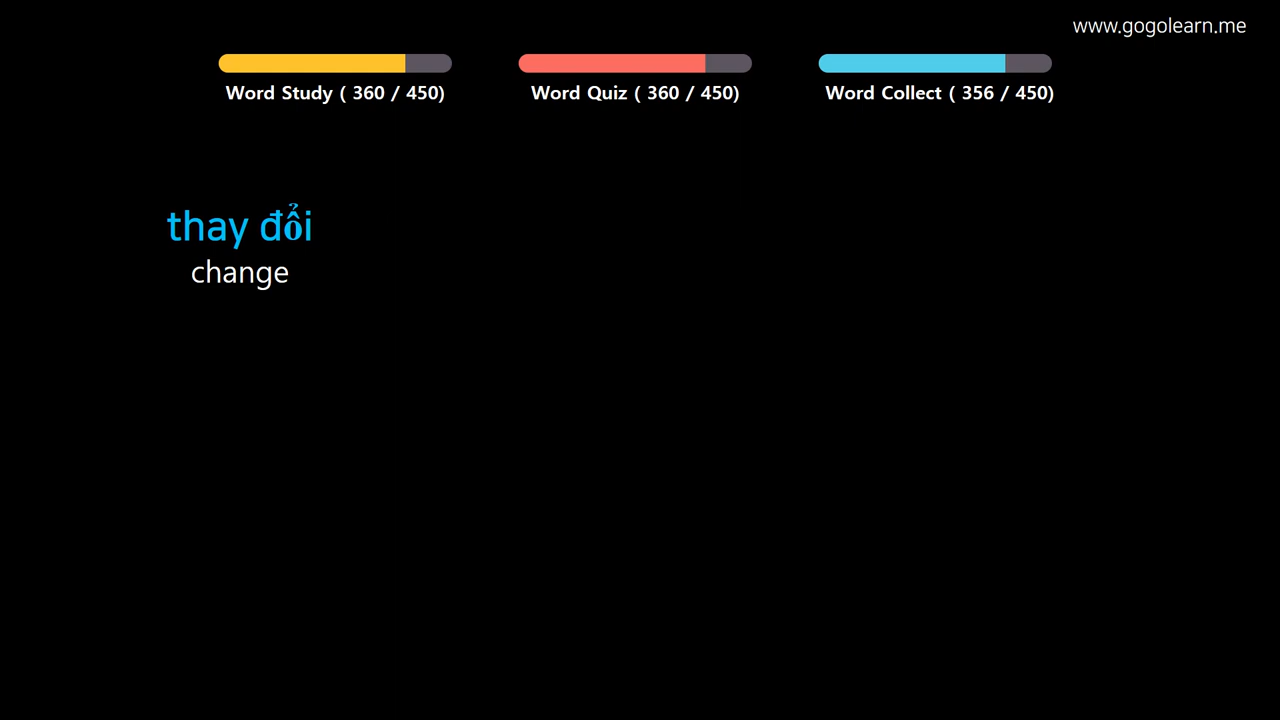 www.gogolearn.me
Word Study ( 360 / 450)
Word Quiz ( 360 / 450)
Word Collect ( 356 / 450)
thay đổi
change